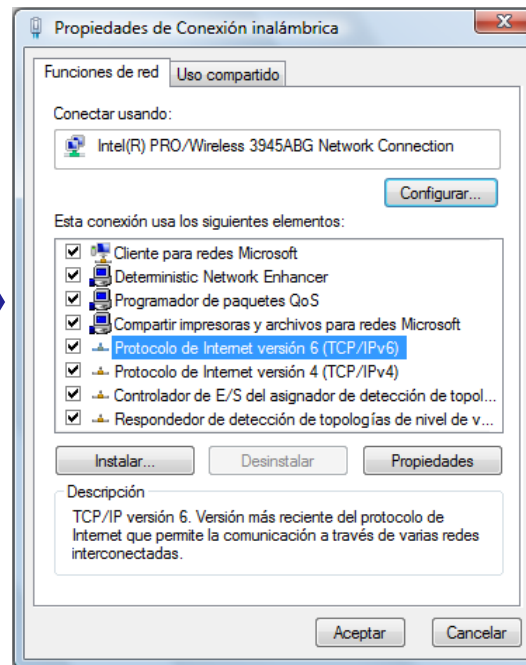 Propiedades de Conexión inalámbrica
Funciones de red
Uso compartido
Conectar usando:
Intel(R) PRO/Wireless 3945ABG Network Connection
Configurar...
Esta conexión usa los siguientes elementos:
Cliente para redes Microsoft
Deterministic Network Enhancer
Programador de paquetes QoS
Compartir impresoras y archivos para redes Microsoft
Protocolo de Internet versión 6 (TCP/IPv6)
Protocolo de Internet versión 4 (TCP/IPv4)
Controlador de E/S del asignador de detección de topol...
Respondedor de detección de topologías de nivel de v...
Instalar...
Desinstalar
Propiedades
Descripción
TCP/IP versión 6. Versión más reciente del protocolo de
Internet que permite la comunicación a través de varias redes
interconectadas.
Aceptar
Cancelar